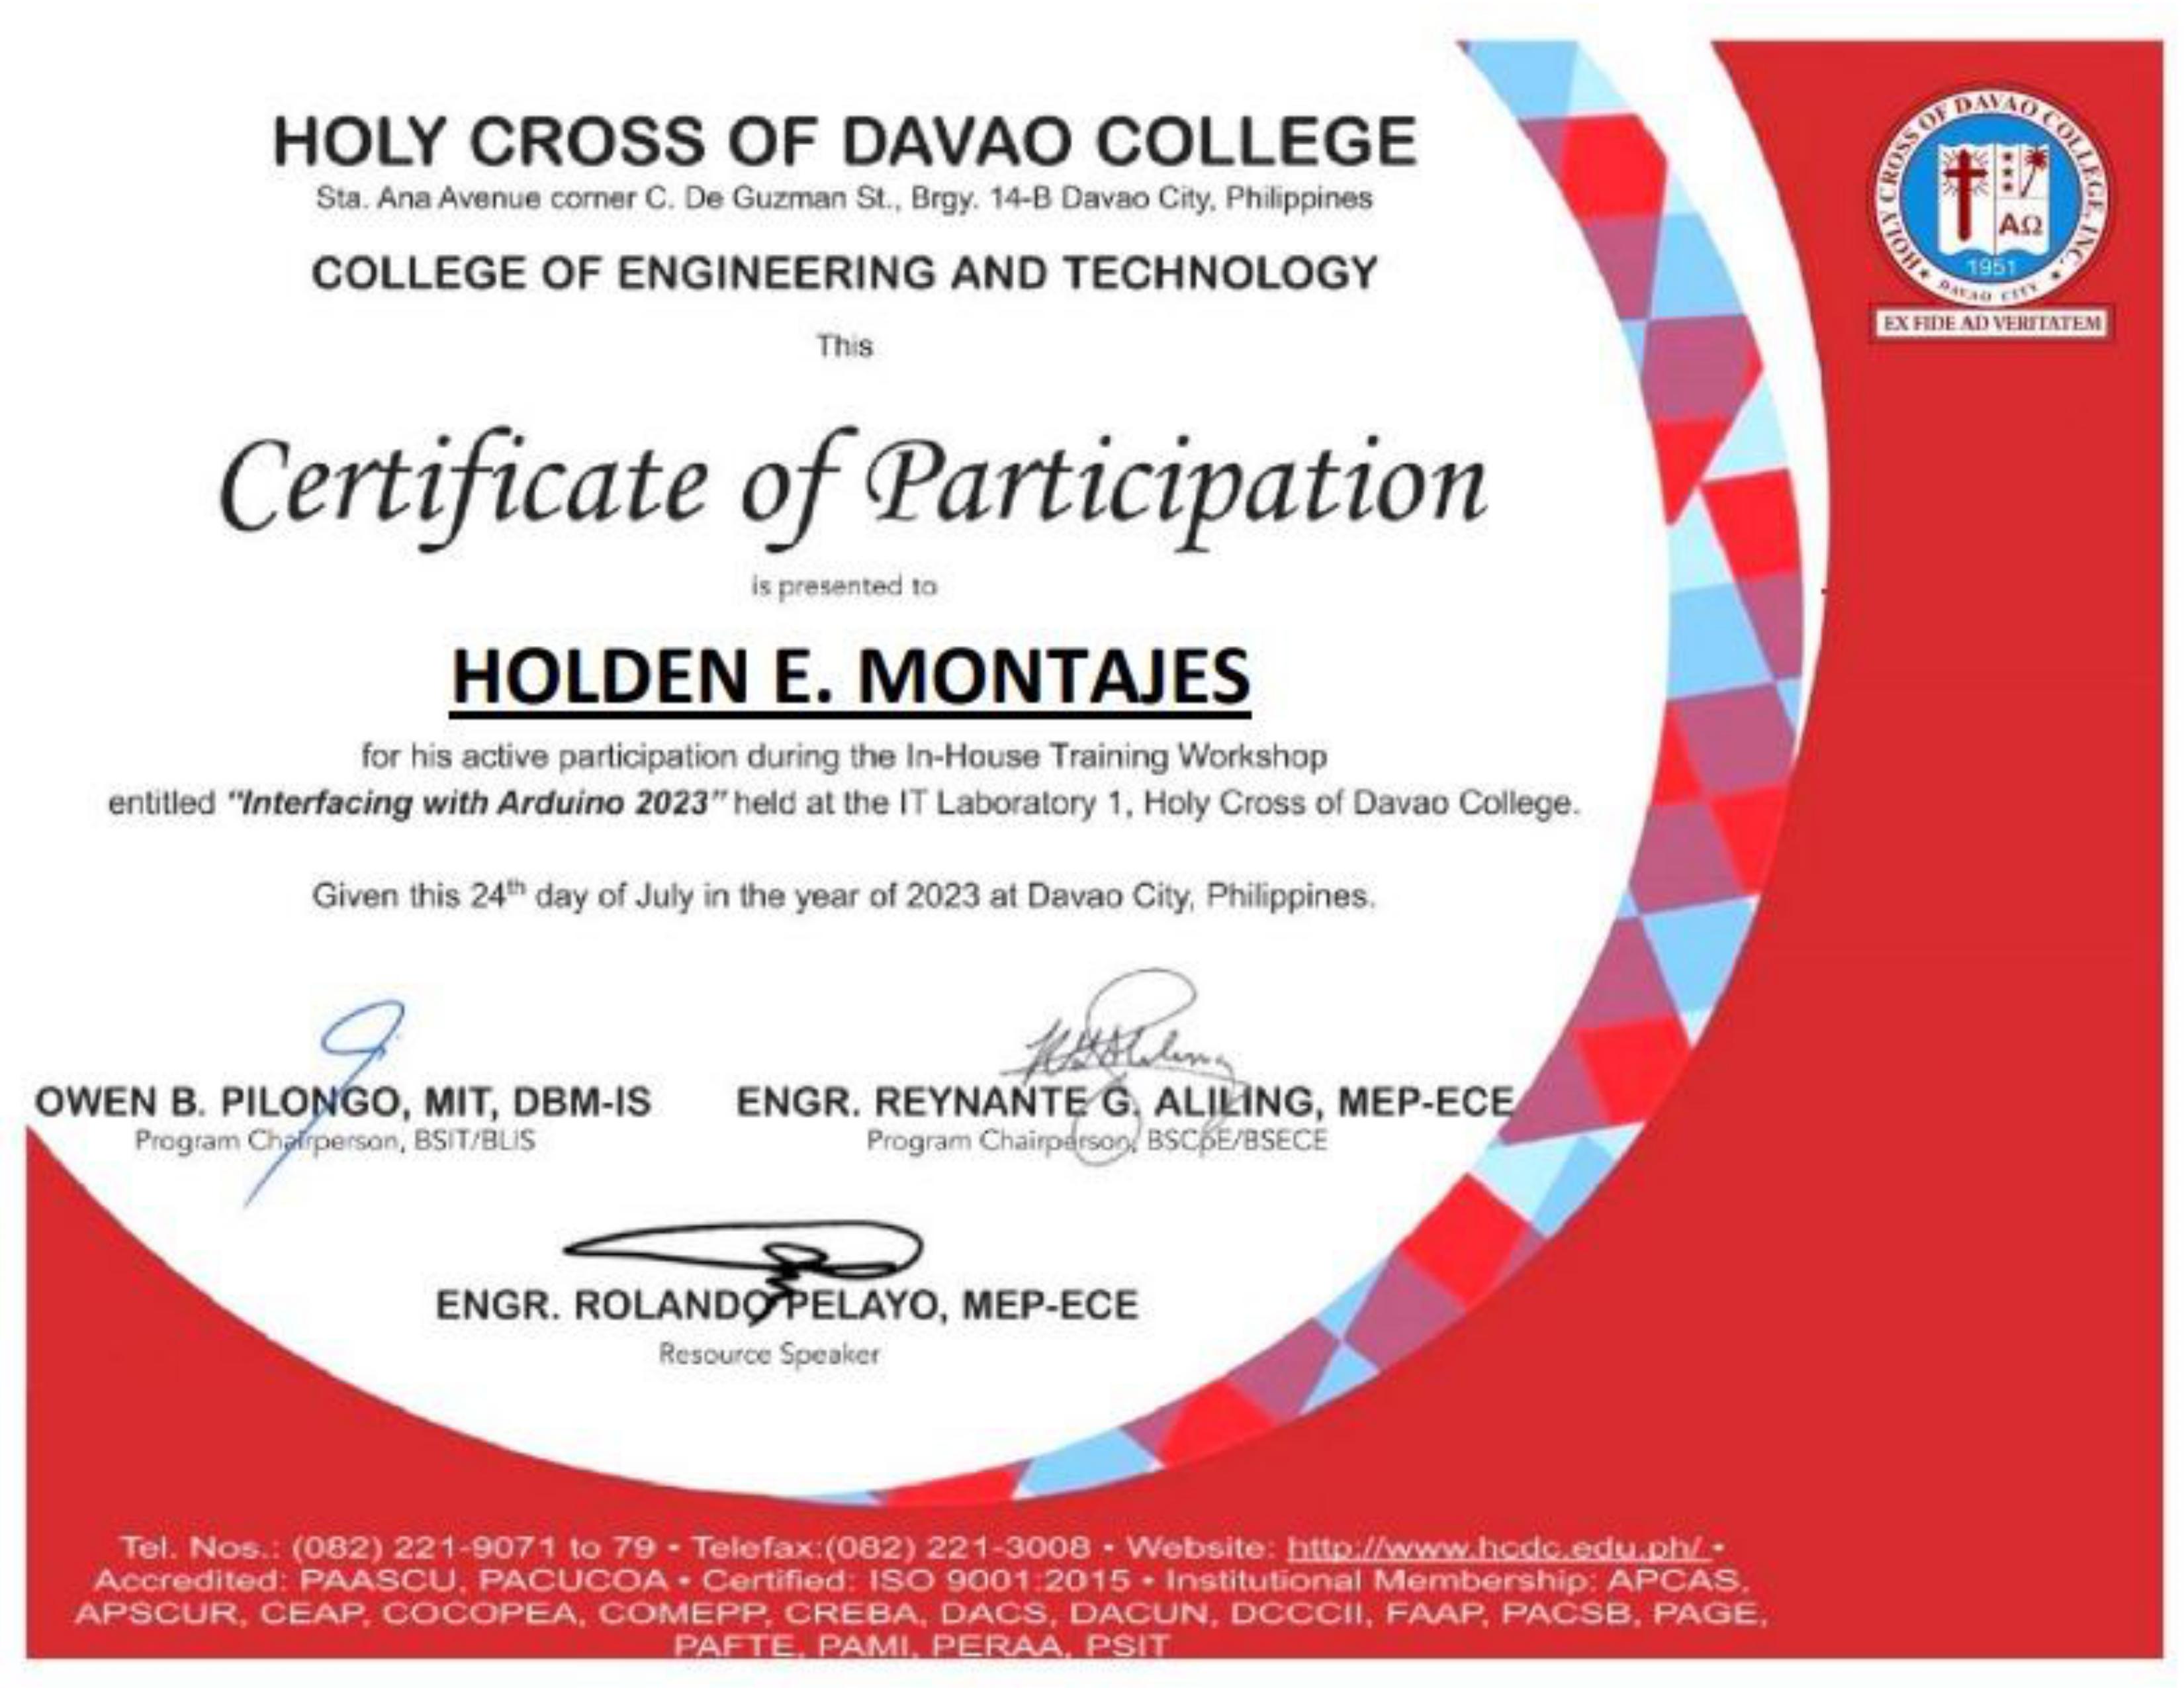 HOLY CROSS OF DAVAO COLLEGE
Sta. Ana Avenue corner C. De Guzman St., Brgy. 14-B Davao City, Philippines
COLLEGE OF ENGINEERING AND TECHNOLOGY
This
Certificate of Participation
is presented to
HOLDEN E. MONTAJES
for his active participation during the In-House Training Workshop
entitled "Interfacing with Arduino 2023" held at the IT Laboratory 1, Holy Cross of Davao College.
Given this 24th day of July in the year of 2023 at Davao City, Philippines.
OWEN B. PILONGO, MIT, DBM-IS
Program Chairperson, BSIT/BLIS
ENGR. REYNANTE G. ALILING, MEP-ECE
Program Chairperson, BSCpE/BSECE
ENGR. ROLANDO PELAYO, MEP-ECE
Resource Speaker
HOLY CROSS OF DAVAO COLLEGE, INC.
ΑΩ
1951
DAVAO CITY
EX FIDE AD VERITATEM
Tel. Nos.: (082) 221-9071 to 79 • Telefax:(082) 221-3008 • Website: http://www.hcdc.edu.ph/ •
Accredited: PAASCU, PACUCOA • Certified: ISO 9001:2015 • Institutional Membership: APCAS,
APSCUR, CEAP, COCOPEA, COMEPP, CREBA, DACS, DACUN, DCCCII, FAAP, PACSB, PAGE,
PAFTE, PAMI, PERAA, PSIT